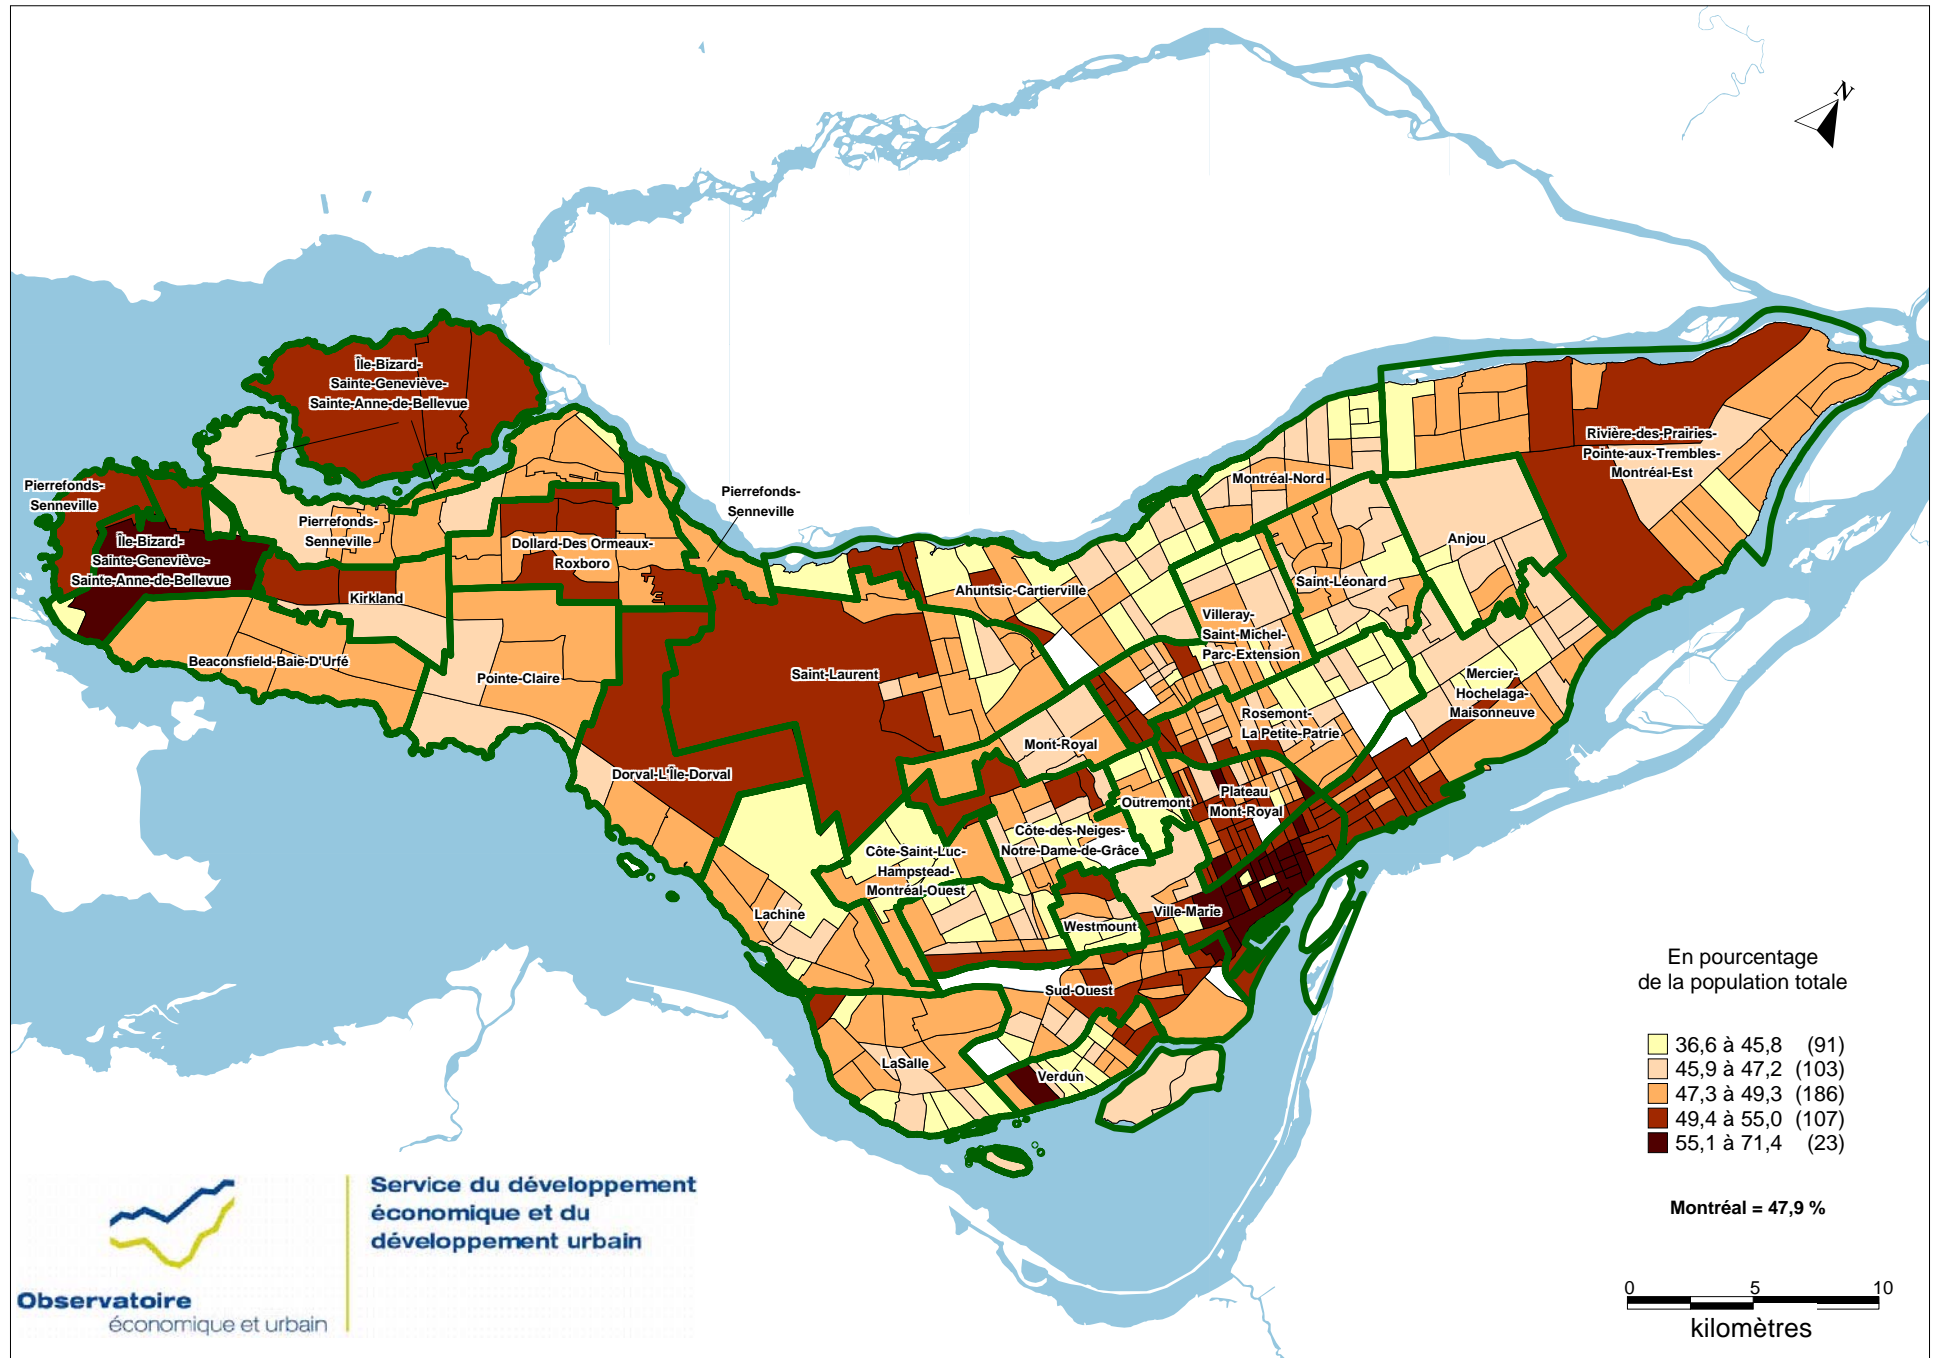 N
Île-Bizard-
Sainte-Geneviève-
Sainte-Anne-de-Bellevue
Pierrefonds-
Senneville
Île-Bizard-
Sainte-Geneviève-
Sainte-Anne-de-Bellevue
Pierrefonds-
Senneville
Pierrefonds-
Senneville
Dollard-Des Ormeaux-
Roxboro
Kirkland
Beaconsfield-Baie-D'Urfé
Pointe-Claire
Dorval-L'Île-Dorval
Saint-Laurent
Ahuntsic-Cartierville
Montréal-Nord
Rivière-des-Prairies-
Pointe-aux-Trembles-
Montréal-Est
Anjou
Saint-Léonard
Villeray-
Saint-Michel-
Parc-Extension
Mercier-
Hochelaga-
Maisonneuve
Rosemont-
La Petite-Patrie
Mont-Royal
Outremont
Plateau
Mont-Royal
Côte-des-Neiges-
Notre-Dame-de-Grâce
Côte-Saint-Luc-
Hampstead-
Montréal-Ouest
Lachine
Westmount
Ville-Marie
Sud-Ouest
LaSalle
Verdun
En pourcentage
de la population totale
36,6 à 45,8 (91)
45,9 à 47,2 (103)
47,3 à 49,3 (186)
49,4 à 55,0 (107)
55,1 à 71,4 (23)
Montréal = 47,9 %
0 5 10
kilomètres
Service du développement
économique et du
développement urbain
Observatoire
économique et urbain